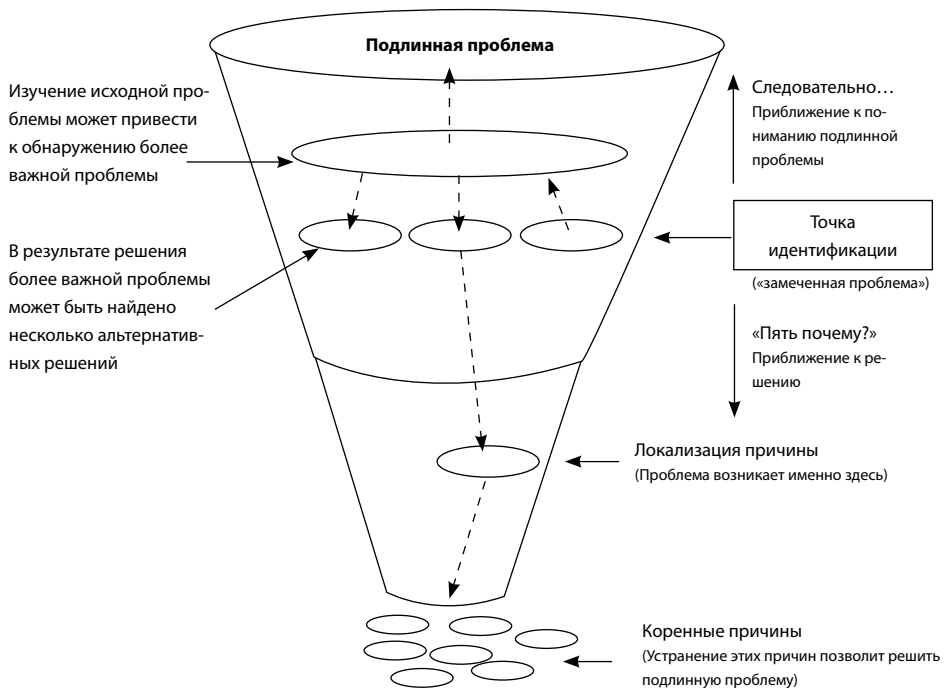 Подлинная проблема
Изучение исходной про-
блемы может привести
к обнаружению более
важной проблемы
В результате решения
более важной проблемы
может быть найдено
несколько альтернатив-
ных решений
Следовательно...
Приближение к по-
ниманию подлинной
проблемы
Точка
идентификации
(«замеченная проблема»)
«Пять почему?»
Приближение к ре-
шению
Локализация причины
(Проблема возникает именно здесь)
Коренные причины
(Устранение этих причин позволит решить
подлинную проблему)